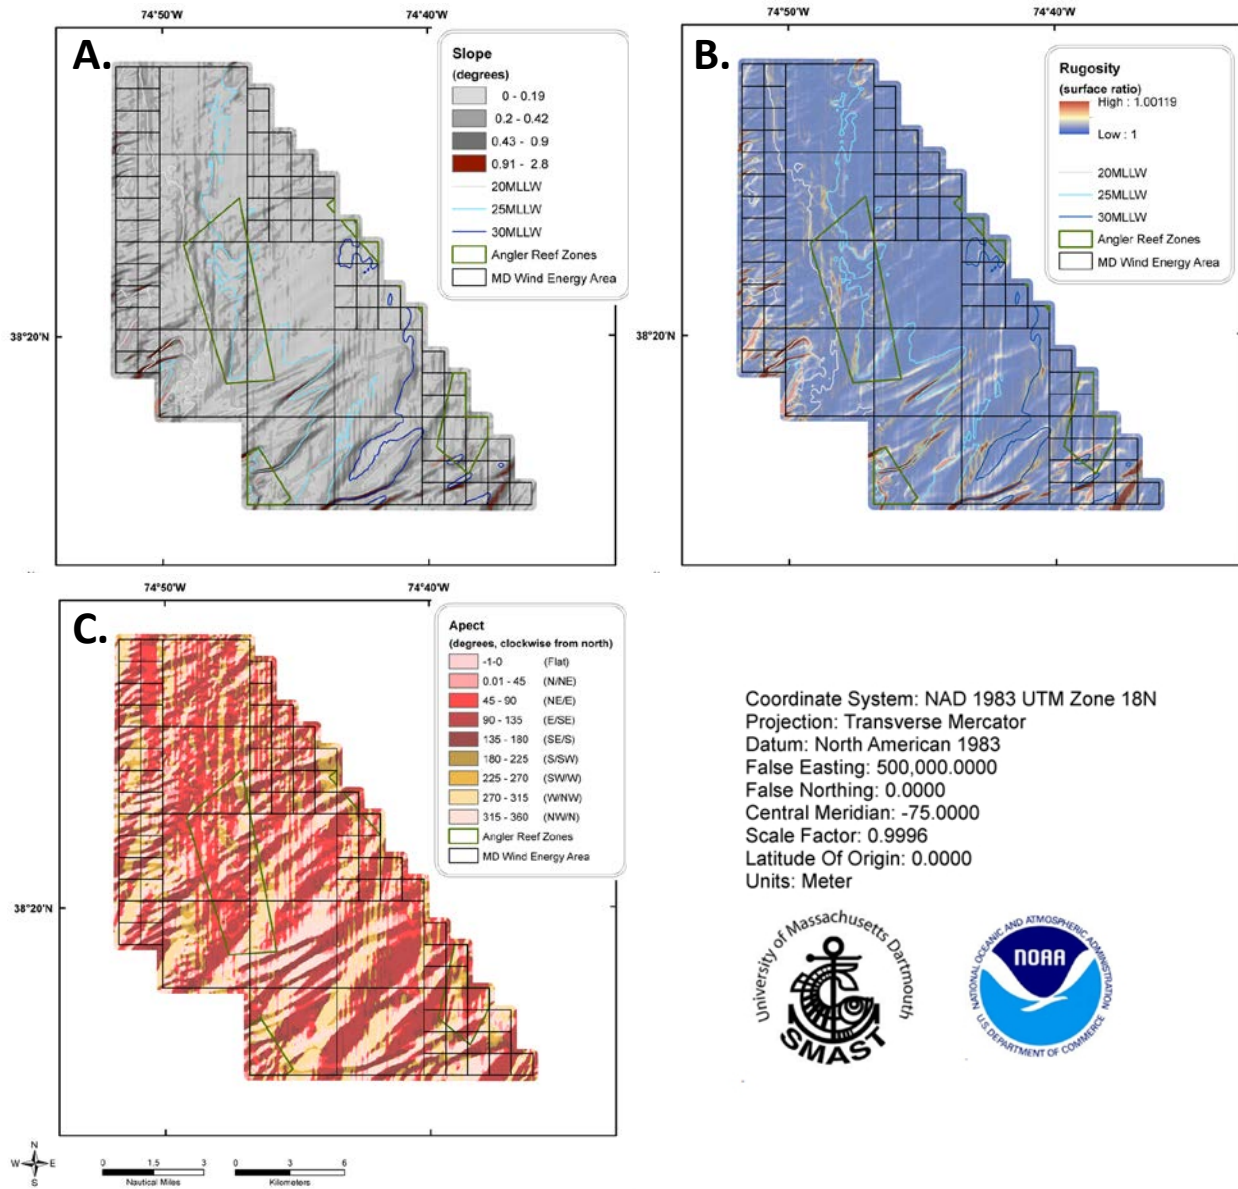 74°50'W
74°40'W
A.
Slope
(degrees)
0 - 0.19
0.2 - 0.42
0.43 - 0.9
0.91 - 2.8
20MLLW
25MLLW
30MLLW
Angler Reef Zones
MD Wind Energy Area
38°20'N
74°50'W
74°40'W
B.
Rugosity
(surface ratio)
High : 1.00119
Low : 1
20MLLW
25MLLW
30MLLW
Angler Reef Zones
MD Wind Energy Area
38°20'N
74°50'W
74°40'W
C.
Apect
(degrees, clockwise from north)
-1-0 (Flat)
0.01 - 45 (N/NE)
45 - 90 (NE/E)
90 - 135 (E/SE)
135 - 180 (SE/S)
180 - 225 (S/SW)
225 - 270 (SW/W)
270 - 315 (W/NW)
315 - 360 (NW/N)
Angler Reef Zones
MD Wind Energy Area
38°20'N
N
W E
S
0 1.5 3
Nautical Miles
0 3 6
Kilometers
Coordinate System: NAD 1983 UTM Zone 18N
Projection: Transverse Mercator
Datum: North American 1983
False Easting: 500,000.0000
False Northing: 0.0000
Central Meridian: -75.0000
Scale Factor: 0.9996
Latitude Of Origin: 0.0000
Units: Meter
University of Massachusetts Dartmouth
SMAST
NATIONAL OCEANIC AND ATMOSPHERIC ADMINISTRATION
NOAA
U.S. DEPARTMENT OF COMMERCE